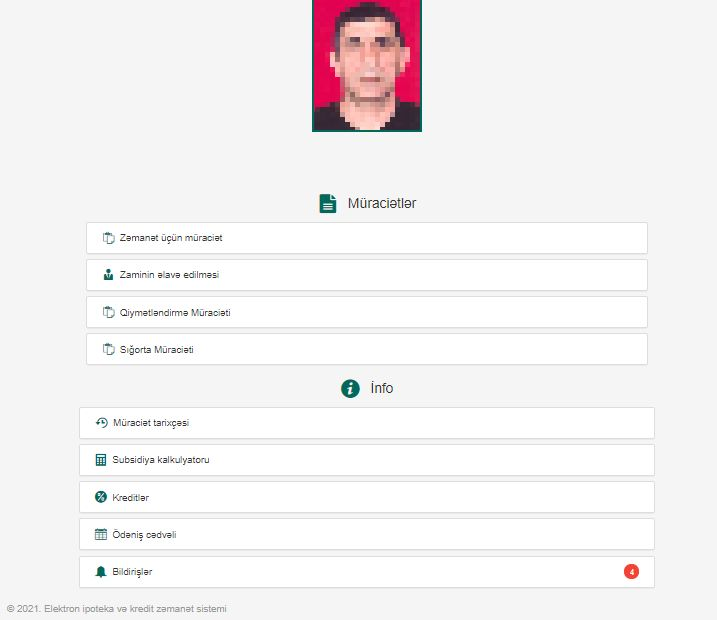 Müraciətlər
Zəmanət üçün müraciət
Zaminin əlavə edilməsi
Qiymətləndirmə Müraciəti
Sığorta Müraciəti
İnfo
Müraciət tarixçəsi
Subsidiya kalkulyatoru
Kreditlər
Ödəniş cədvəli
Bildirişlər 4
© 2021. Elektron ipoteka və kredit zəmanət sistemi